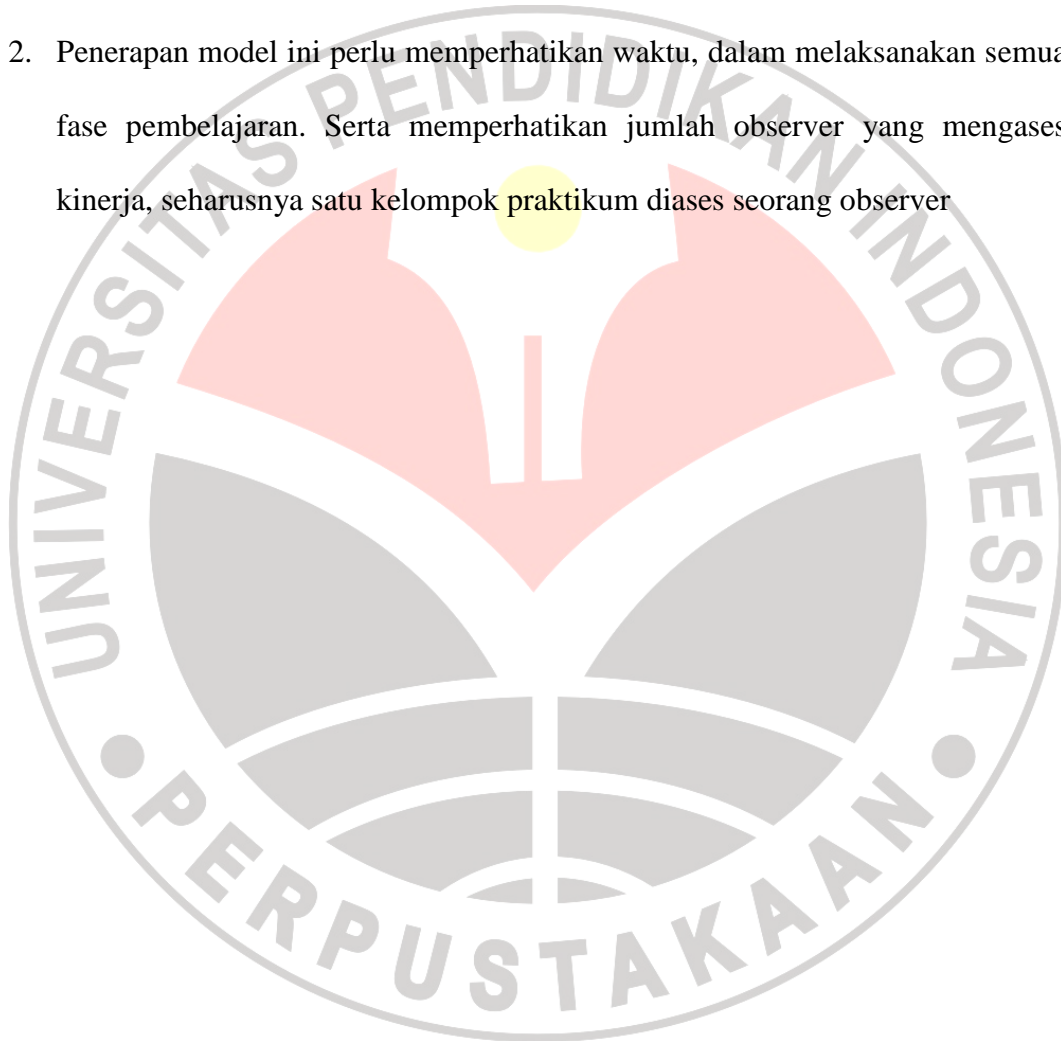 2. Penerapan model ini perlu memperhatikan waktu, dalam melaksanakan semua
fase pembelajaran. Serta memperhatikan jumlah observer yang mengases
kinerja, seharusnya satu kelompok praktikum diases seorang observer
UNIVERSITAS PENDIDIKAN INDONESIA
PERPUSTAKAAN